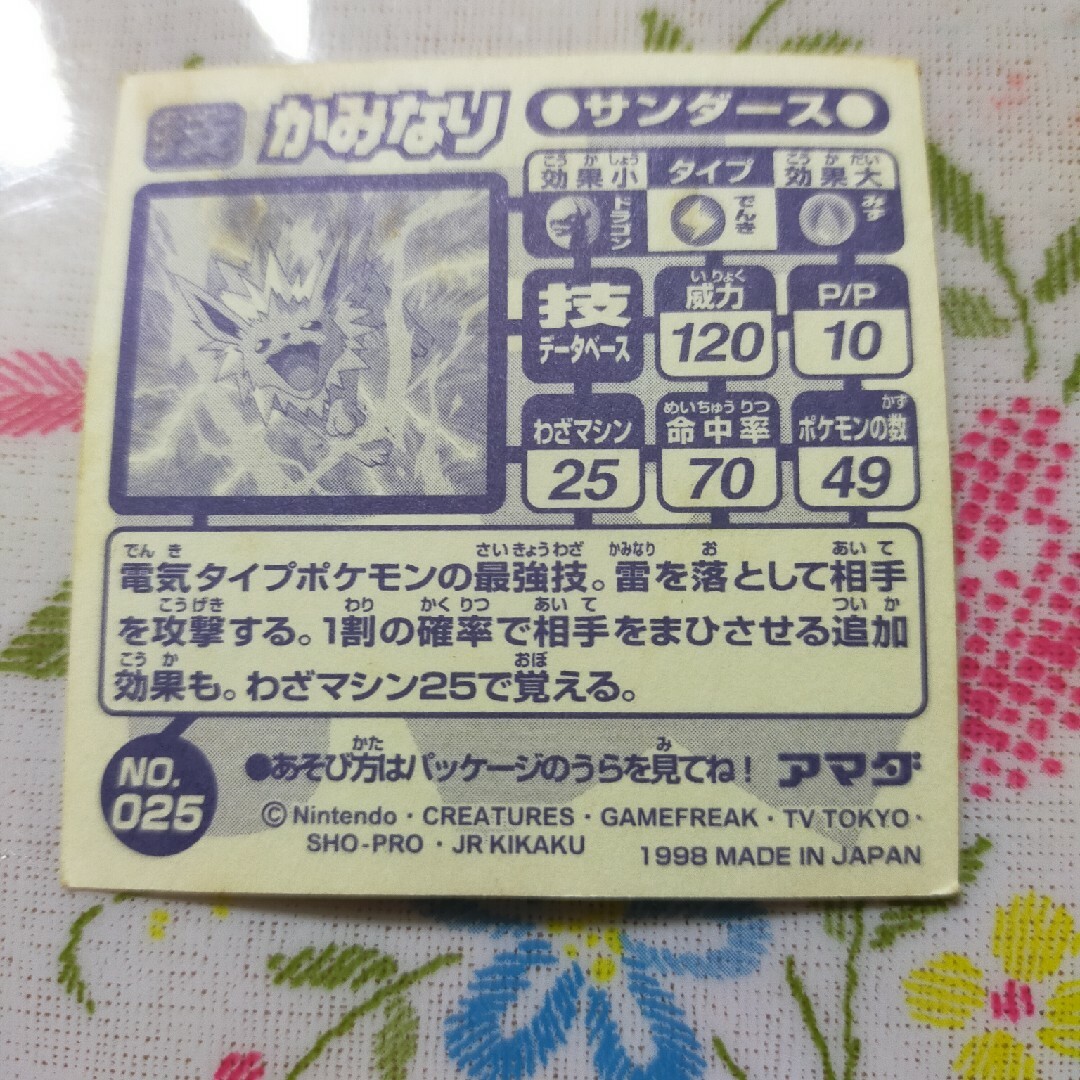 技 かみなり ●サンダース●
こうかしょう こうかだい
効果小 タイプ 効果大
ドラゴン でんき みず
いりょく
技 威力 P/P
データベース 120 10
めいちゅうりつ かず
わざマシン 命中率 ポケモンの数
25 70 49
でんき さいきょうわざ かみなり お あいて
電気タイプポケモンの最強技。雷を落として相手
こうげき わり かくりつ あいて ついか
を攻撃する。1割の確率で相手をまひさせる追加
こうか おぼ
効果も。わざマシン25で覚える。
かた み
NO. ●あそび方はパッケージのうらを見てね! アマダ
025 ©Nintendo・CREATURES・GAMEFREAK・TV TOKYO・
SHO-PRO・JR KIKAKU 1998 MADE IN JAPAN